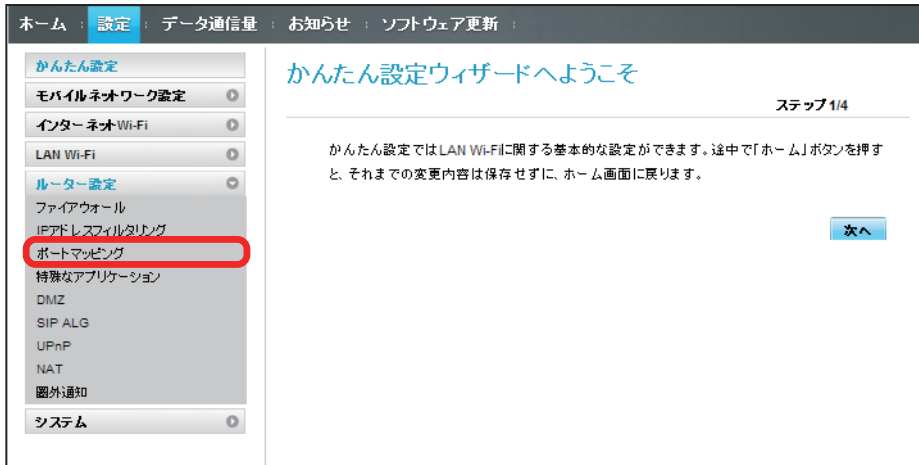 ホーム 設定 データ通信量 お知らせ ソフトウェア更新
かんたん設定
モバイルネットワーク設定
インターネットWi-Fi
LAN Wi-Fi
ルーター設定
ファイアウォール
IPアドレスフィルタリング
ポートマッピング
特殊なアプリケーション
DMZ
SIP ALG
UPnP
NAT
圏外通知
システム
かんたん設定ウィザードへようこそ
ステップ1/4
かんたん設定ではLAN Wi-Fiに関する基本的な設定ができます。途中で「ホーム」ボタンを押す
と、それまでの変更内容は保存せずに、ホーム画面に戻ります。
次へ